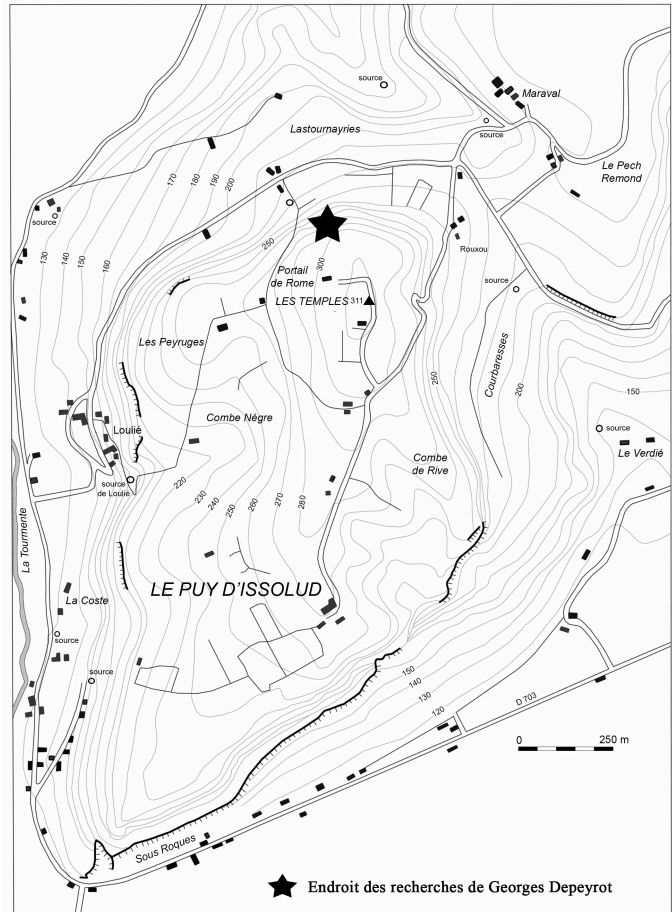 source
Maraval
source
Lastournayries
Le Pech
Remond
170
180
190
200
source
130
140
150
160
250
Rouxou
Portail
de Rome
300
source
LES TEMPLES 311
Les Peyruges
Courbaresses
250
200
150
Combe Négre
Loulié
source
Le Verdié
Combe
de Rive
source
de Loulie
220
230
240
250
260
270
280
La Tourmente
LE PUY D'ISSOLUD
La Coste
source
source
150
140
130
120
D 703
0 250 m
Sous Roques
Endroit des recherches de Georges Depeyrot